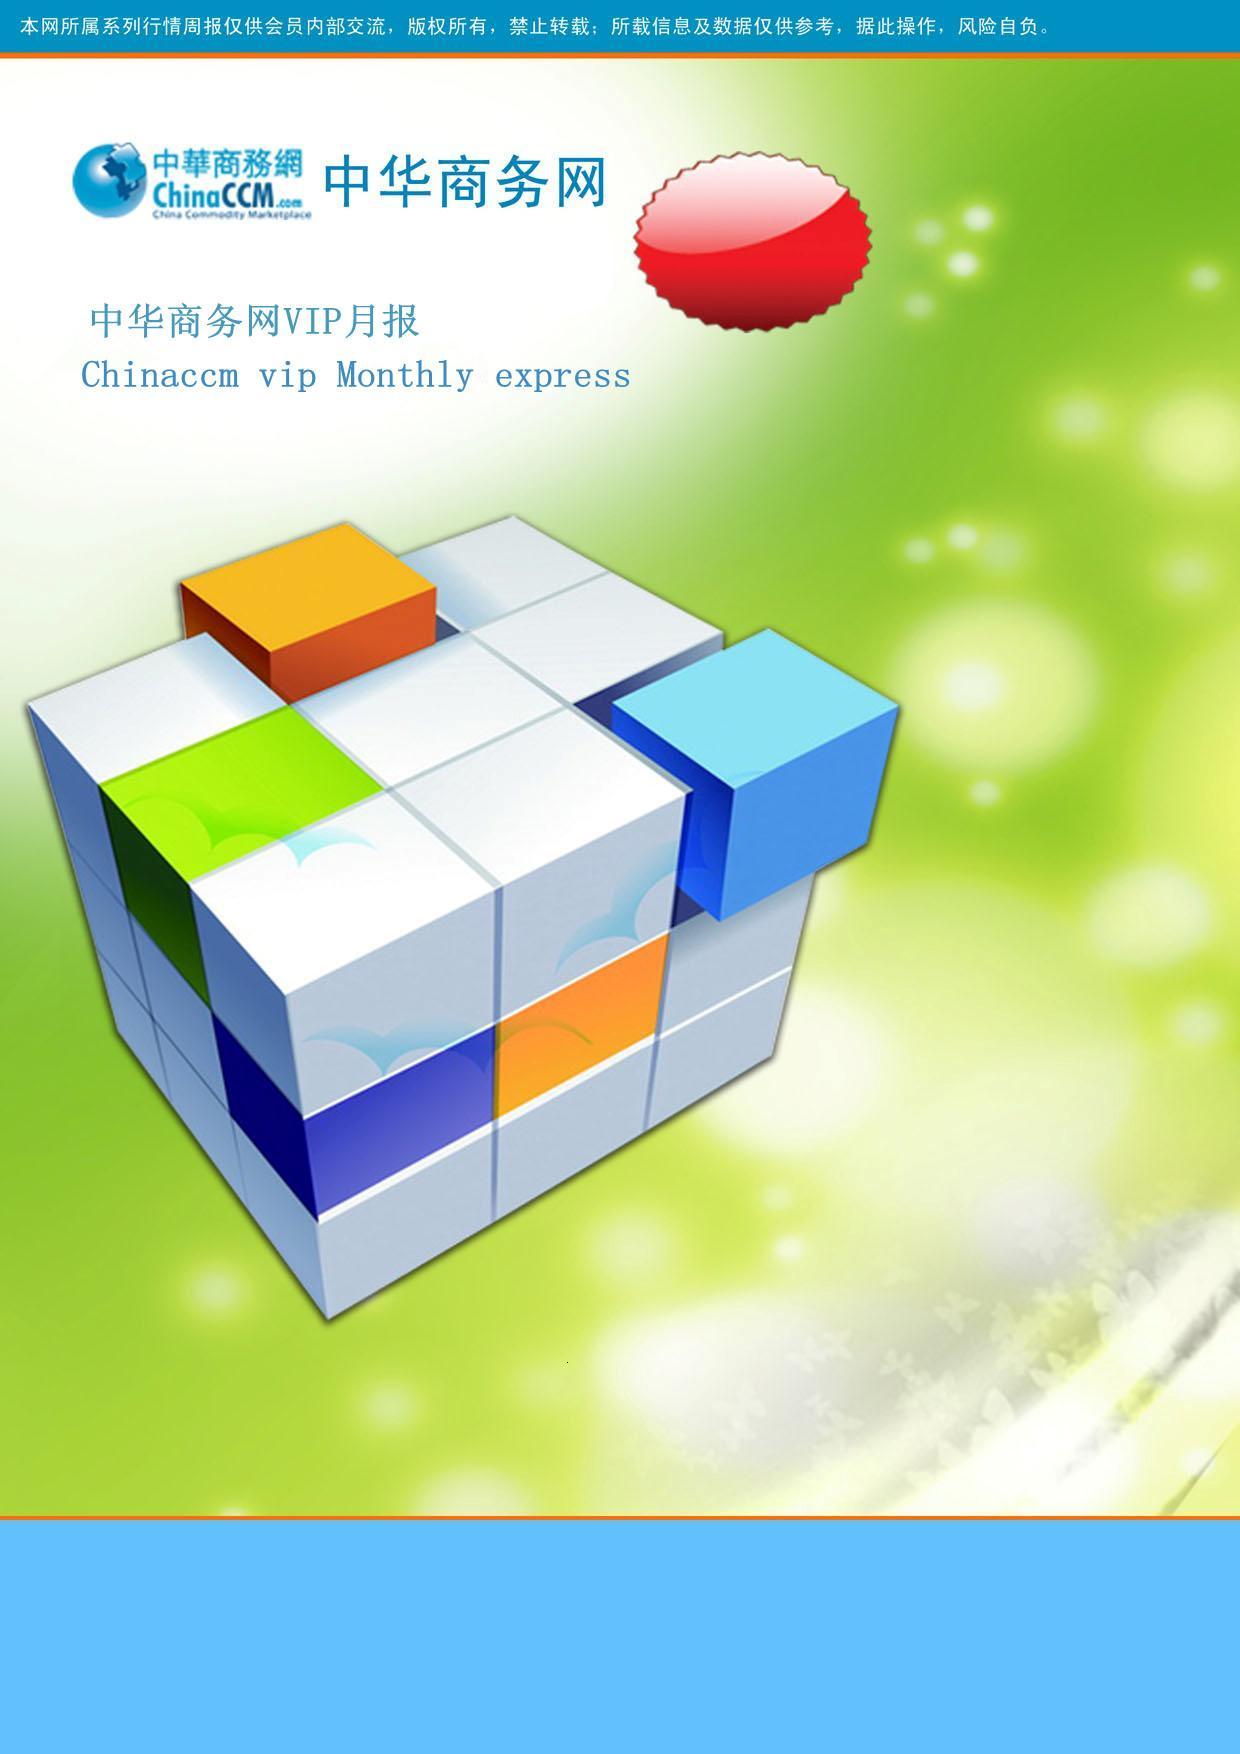 本网所属系列行情周报仅供会员内部交流，版权所有，禁止转载；所载信息及数据仅供参考，据此操作，风险自负。
中華商務網
ChinaCCM.com
China Commodity Marketplace
中华商务网
中华商务网VIP月报
Chinaccm vip Monthly express